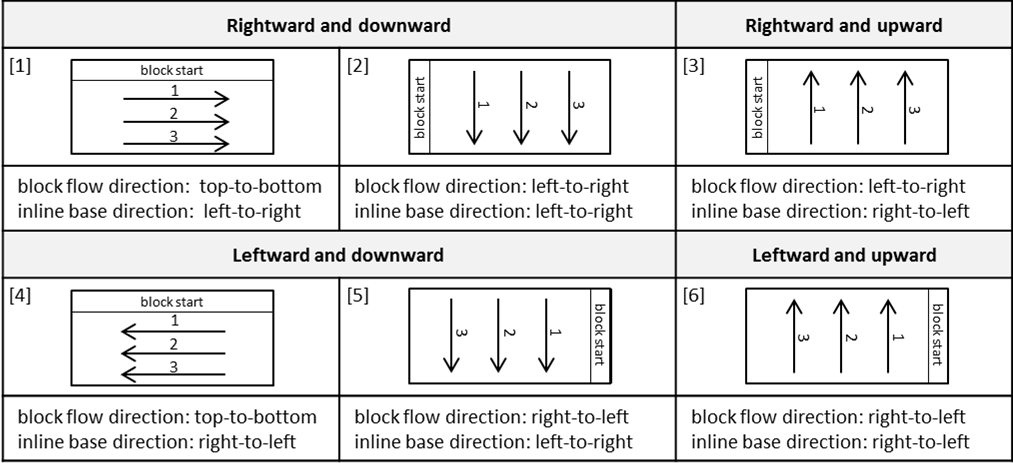 Rightward and downward
Rightward and upward
[1]
block start
1
2
3
[2]
block start
1
2
3
[3]
block start
1
2
3
block flow direction: top-to-bottom
inline base direction: left-to-right
block flow direction: left-to-right
inline base direction: left-to-right
block flow direction: left-to-right
inline base direction: right-to-left
Leftward and downward
Leftward and upward
[4]
block start
1
2
3
[5]
3
2
1
block start
[6]
3
2
1
block start
block flow direction: top-to-bottom
inline base direction: right-to-left
block flow direction: right-to-left
inline base direction: left-to-right
block flow direction: right-to-left
inline base direction: right-to-left